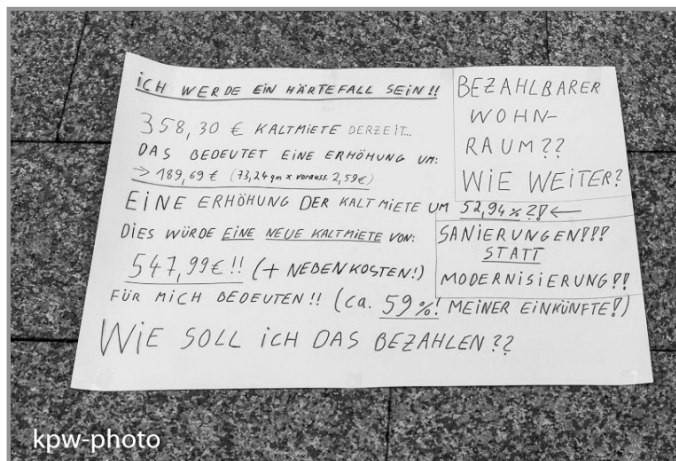 iCH WERDE EiN HÄRTEFALL SEiN!!
358,30 € KALTMIETE DERZEiT..
DAS BEDEUTET EiNE ERHÖHUNG UM:
→ 189,69 € (73,24qm x vorauss. 2,59€)
EiNE ERHÖHUNG DER KALTMiETE UM 52,94%?! ←
DiES WÜRDE EiNE NEUE KALTMiETE VON:
547,99€!! (+ NEBENKOSTEN!)
FÜR MiCH BEDEUTEN!! (ca. 59%! MEiNER EiNKÜNFTE!)
WiE SOLL iCH DAS BEZAHLEN??
BEZAHLBARER
WOHN-
RAUM??
WiE WEiTER?
SANiERUNGEN!!!
STATT
MODERNiSiERUNG?!
kpw-photo